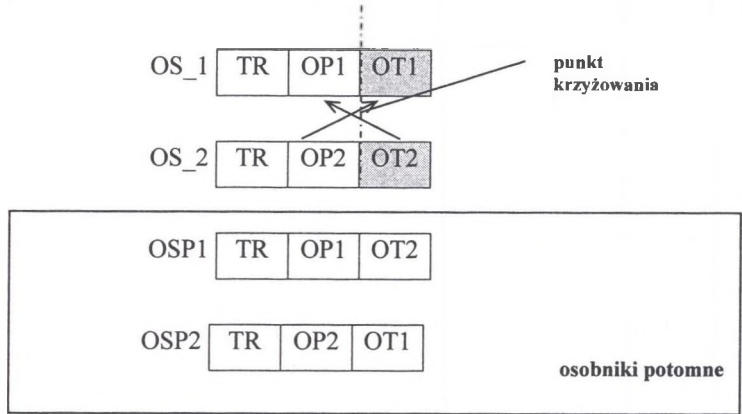 OS_1 TR OP1 OT1
punkt
krzyżowania
OS_2 TR OP2 OT2
OSP1 TR OP1 OT2
OSP2 TR OP2 OT1
osobniki potomne